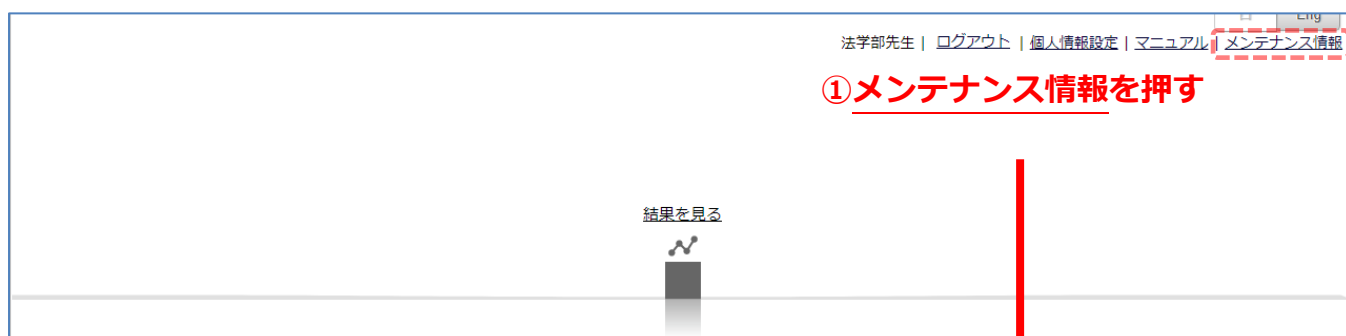 Eng
法学部先生 | ログアウト | 個人情報設定 | マニュアル | メンテナンス情報
①メンテナンス情報を押す
結果を見る